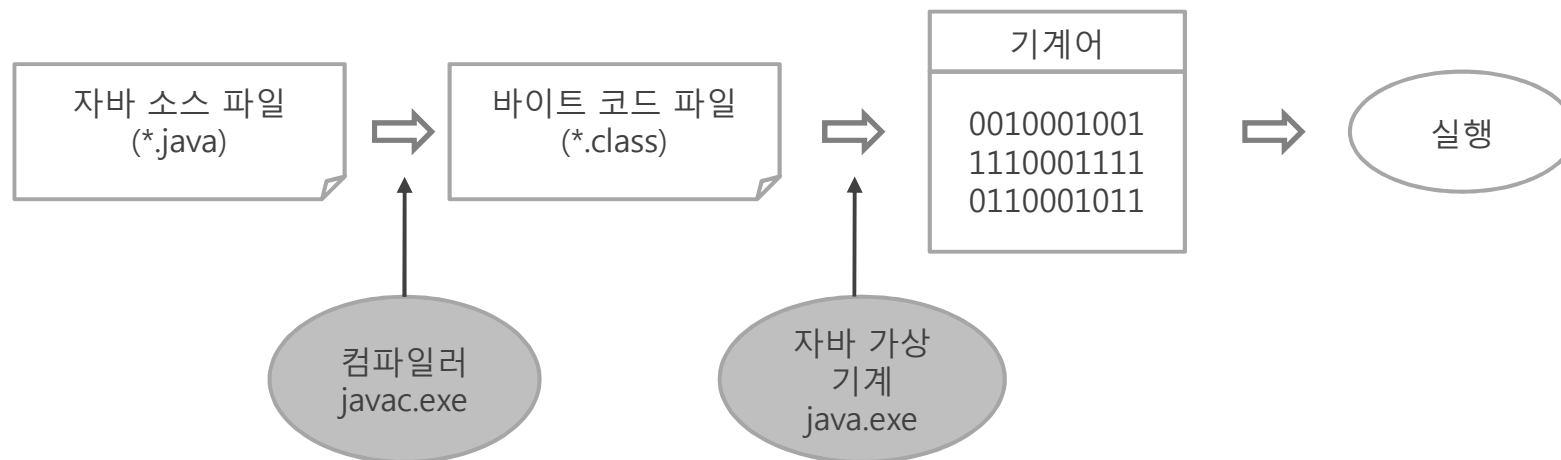 자바 소스 파일
(*.java)
바이트 코드 파일
(*.class)
기계어
0010001001
1110001111
0110001011
실행
컴파일러
javac.exe
자바 가상
기계
java.exe